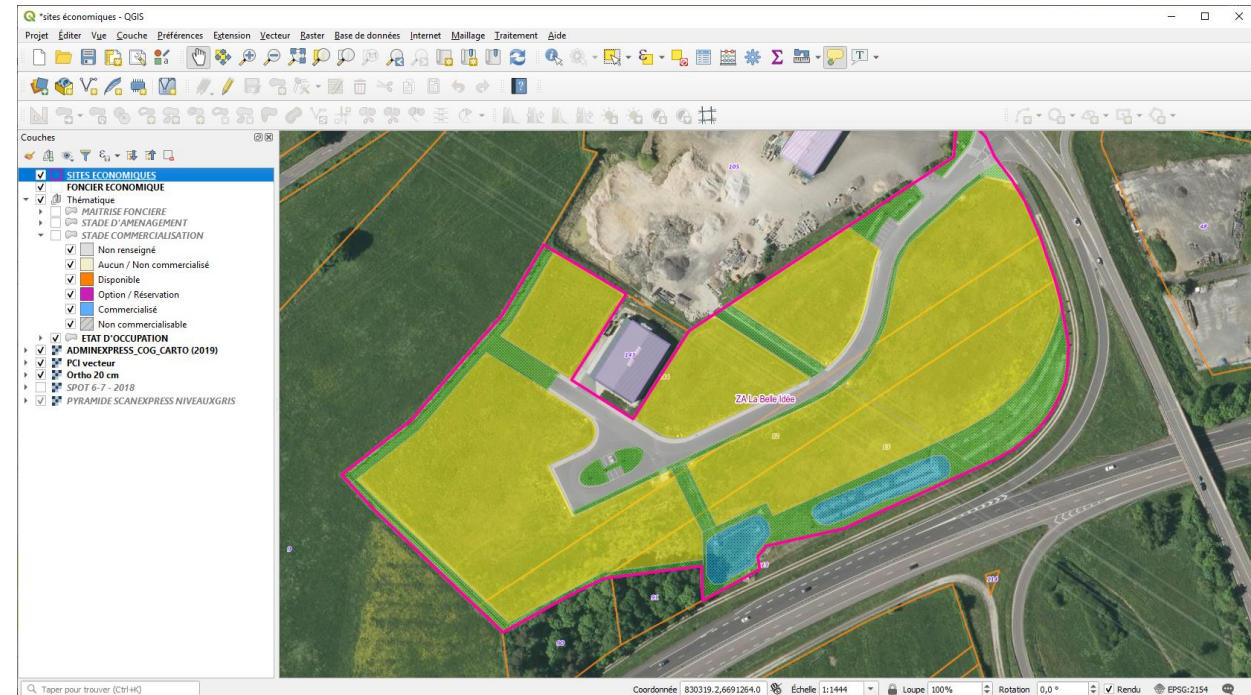 *sites économiques - QGIS
Projet Éditer Vue Couche Préférences Extension Vecteur Raster Base de données Internet Maillage Traitement Aide
Couches
SITES ECONOMIQUES
FONCIER ECONOMIQUE
Thématique
MAITRISE FONCIERE
STADE D'AMENAGEMENT
STADE COMMERCIALISATION
Non renseigné
Aucun / Non commercialisé
Disponible
Option / Réservation
Commercialisé
Non commercialisable
ETAT D'OCCUPATION
ADMINEXPRESS_COG_CARTO (2019)
PCI vecteur
Ortho 20 cm
SPOT 6-7 - 2018
PYRAMIDE SCANEXPRESS NIVEAUXGRIS
105
ZA La Belle Idée
Taper pour trouver (Ctrl+K)
Coordonnée 830319.2,6691264.0 Échelle 1:1444 Loupe 100% Rotation 0,0 ° Rendu EPSG:2154